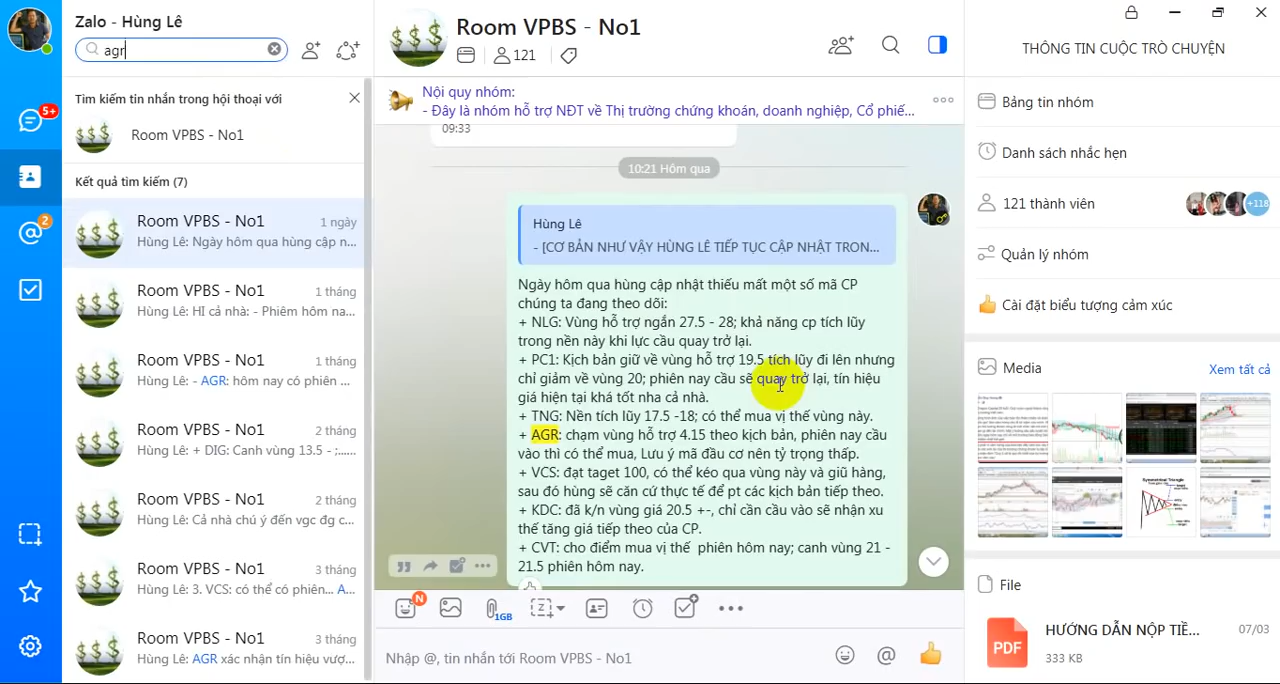 Zalo - Hùng Lê
agr
Tìm kiếm tin nhắn trong hội thoại với
Room VPBS - No1
Kết quả tìm kiếm (7)
Room VPBS - No1 1 ngày
Hùng Lê: Ngày hôm qua hùng cập n...
Room VPBS - No1 1 tháng
Hùng Lê: HI cả nhà: - Phiêm hôm na...
Room VPBS - No1 1 tháng
Hùng Lê: - AGR: hôm nay có phiên ...
Room VPBS - No1 2 tháng
Hùng Lê: + DIG: Canh vùng 13.5 - ;......
Room VPBS - No1 2 tháng
Hùng Lê: Cả nhà chú ý đến vgc đg c...
Room VPBS - No1 3 tháng
Hùng Lê: 3. VCS: có thể có phiên... A...
Room VPBS - No1 3 tháng
Hùng Lê: AGR xác nhận tín hiệu vượ...
5+
2
Room VPBS - No1
121
Nội quy nhóm:
- Đây là nhóm hỗ trợ NĐT về Thị trường chứng khoán, doanh nghiệp, Cổ phiế...
09:33
10:21 Hôm qua
Hùng Lê
- [CƠ BẢN NHƯ VẬY HÙNG LÊ TIẾP TỤC CẬP NHẬT TRON...
Ngày hôm qua hùng cập nhật thiếu mất một số mã CP
chúng ta đang theo dõi:
+ NLG: Vùng hỗ trợ ngắn 27.5 - 28; khả năng cp tích lũy
trong nền này khi lực cầu quay trở lại.
+ PC1: Kịch bản giữ về vùng hỗ trợ 19.5 tích lũy đi lên nhưng
chỉ giảm về vùng 20; phiên nay cầu sẽ quay trở lại, tín hiệu
giá hiện tại khá tốt nha cả nhà.
+ TNG: Nền tích lũy 17.5 -18; có thể mua vị thế vùng này.
+ AGR: chạm vùng hỗ trợ 4.15 theo kịch bản, phiên nay cầu
vào thì có thể mua, Lưu ý mã đầu cơ nên tỷ trọng thấp.
+ VCS: đạt taget 100, có thể kéo qua vùng này và giũ hàng,
sau đó hùng sẽ căn cứ thực tế để pt các kịch bản tiếp theo.
+ KDC: đã k/n vùng giá 20.5 +-, chỉ cần cầu vào sẽ nhận xu
thế tăng giá tiếp theo của CP.
+ CVT: cho điểm mua vị thế phiên hôm nay; canh vùng 21 -
21.5 phiên hôm nay.
N
1GB
Nhập @, tin nhắn tới Room VPBS - No1
THÔNG TIN CUỘC TRÒ CHUYỆN
Bảng tin nhóm
Danh sách nhắc hẹn
121 thành viên
+118
Quản lý nhóm
Cài đặt biểu tượng cảm xúc
Media Xem tất cả
Symmetrical Triangle
File
PDF
HƯỚNG DẪN NỘP TIỀ... 07/03
333 KB